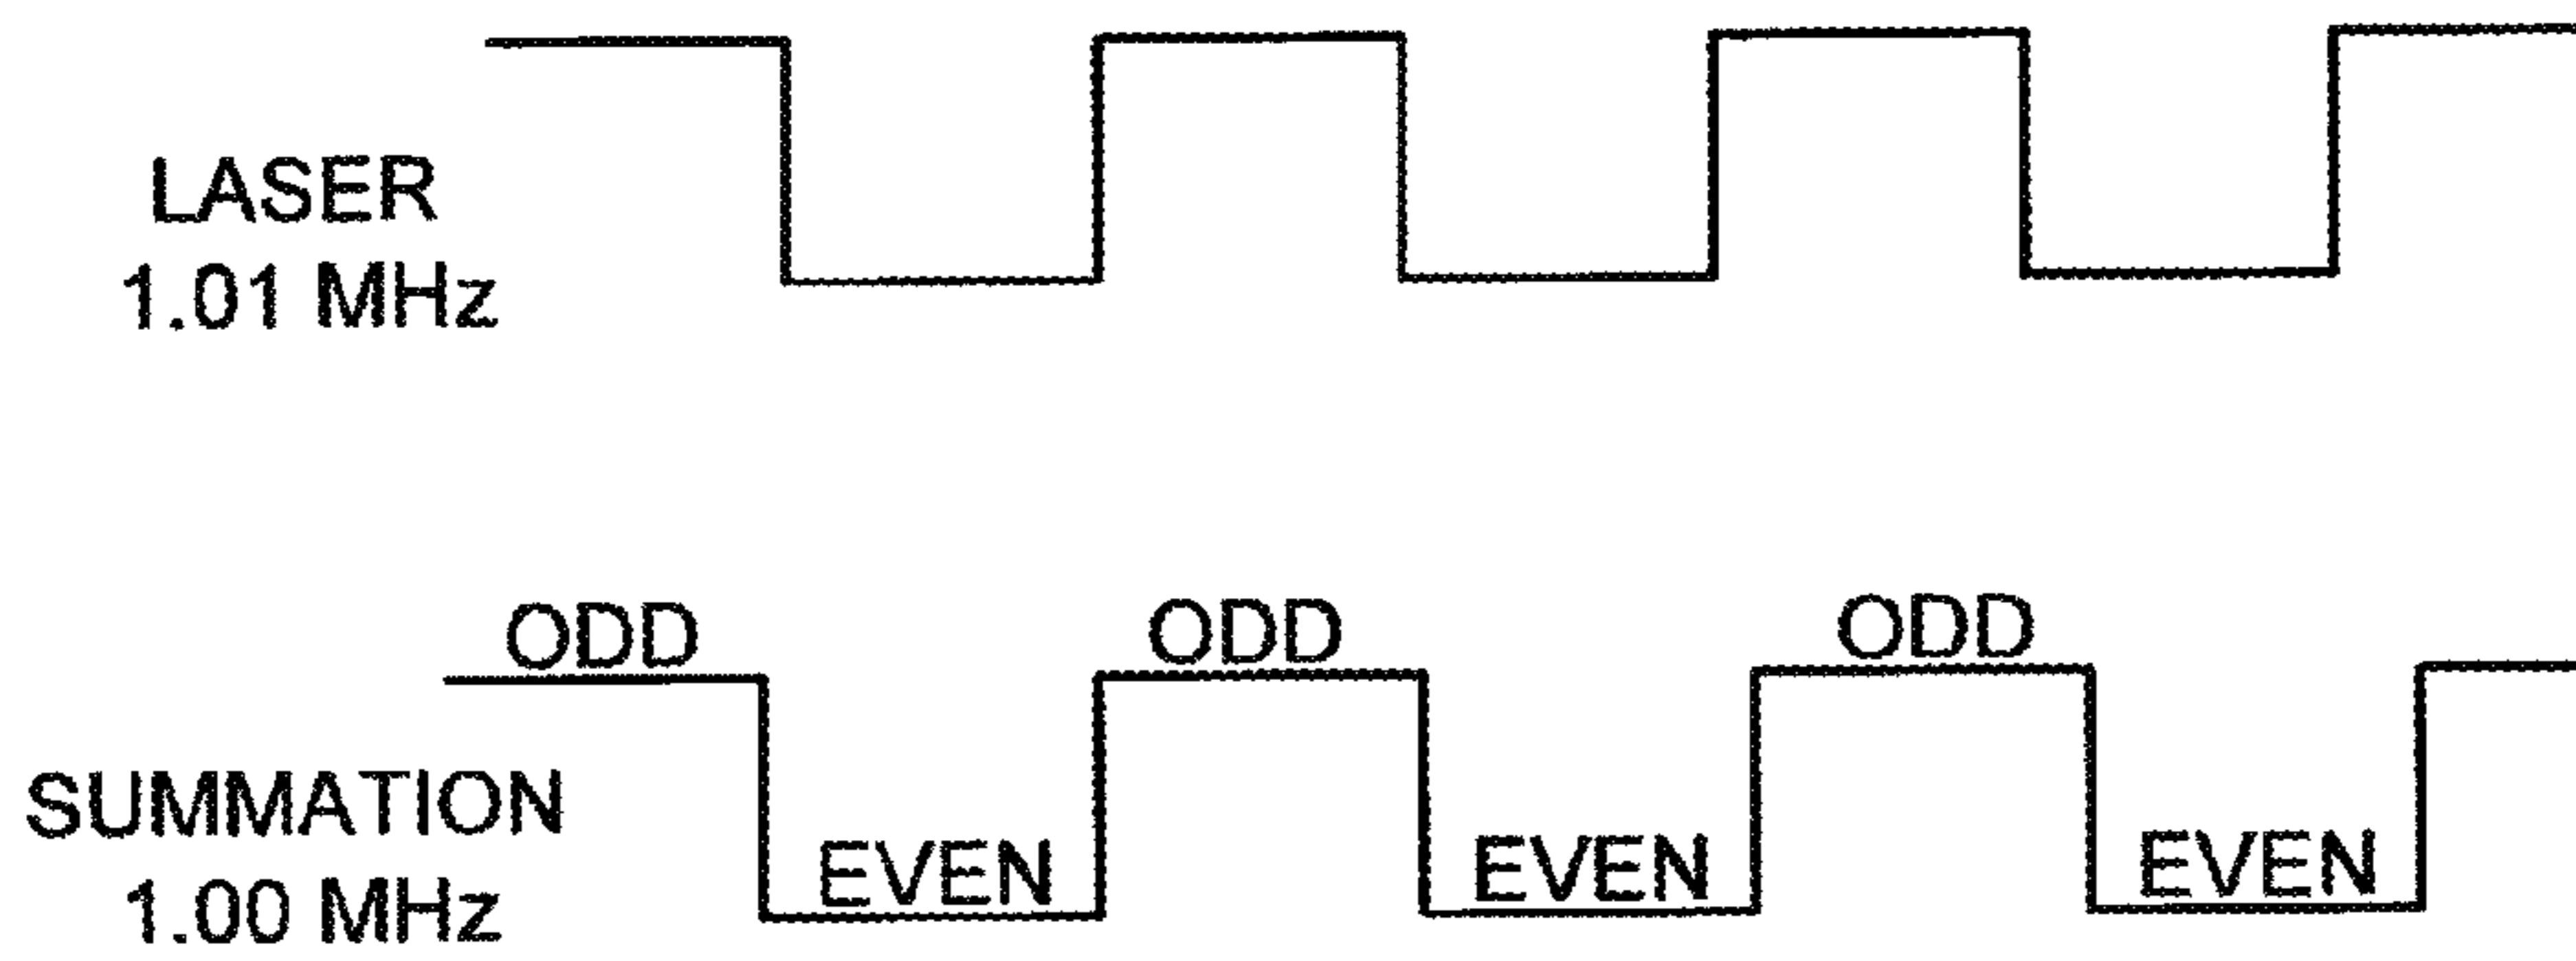 LASER
1.01 MHz
ODD ODD ODD
SUMMATION
EVEN EVEN EVEN
1.00 MHz